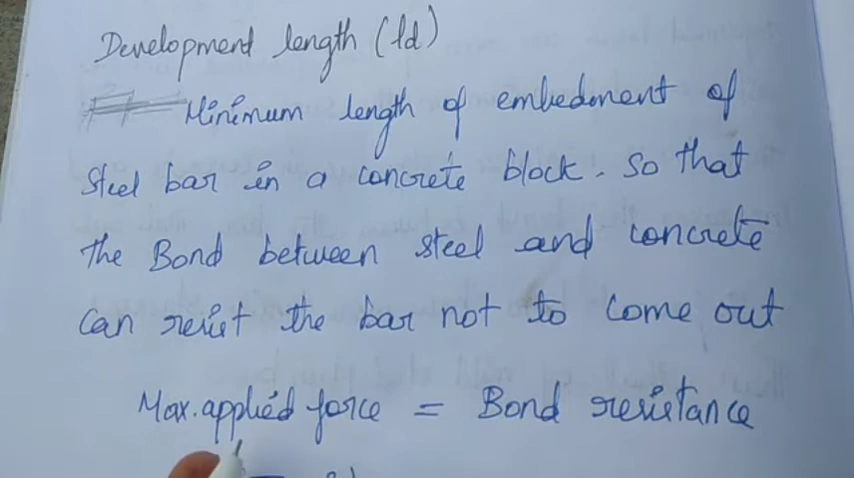 Development length (ld)
Minimum length of embedment of
steel bar in a concrete block. so that
the Bond between steel and concrete
can resist the bar not to come out
Max. applied force = Bond resistance